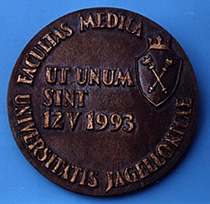 FACULTAS MEDICA
UNIVERSITATIS JAGELLONICAE
UT UNUM
SINT
12 V 1993